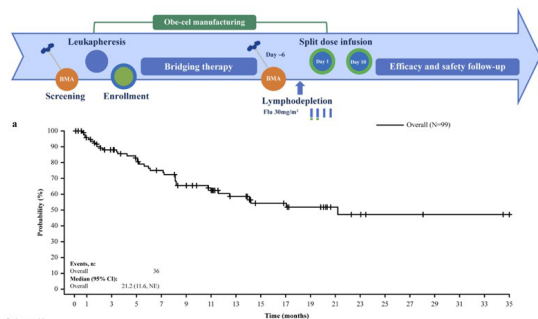 Obe-cel manufacturing
Leukapheresis
Day −6
Split dose infusion
Day 1
Day 10
BMA
Bridging therapy
BMA
Efficacy and safety follow-up
Screening
Enrollment
Lymphodepletion
Flu 30mg/m²
a
Overall (N=99)
Probability (%)
100
90
80
70
60
50
40
30
20
10
0
Events, n:
Overall 36
Median (95% CI):
Overall 21.2 (11.6, NE)
0 1 3 5 7 9 11 13 15 17 19 21 23 25 27 29 31 33 35
Time (months)